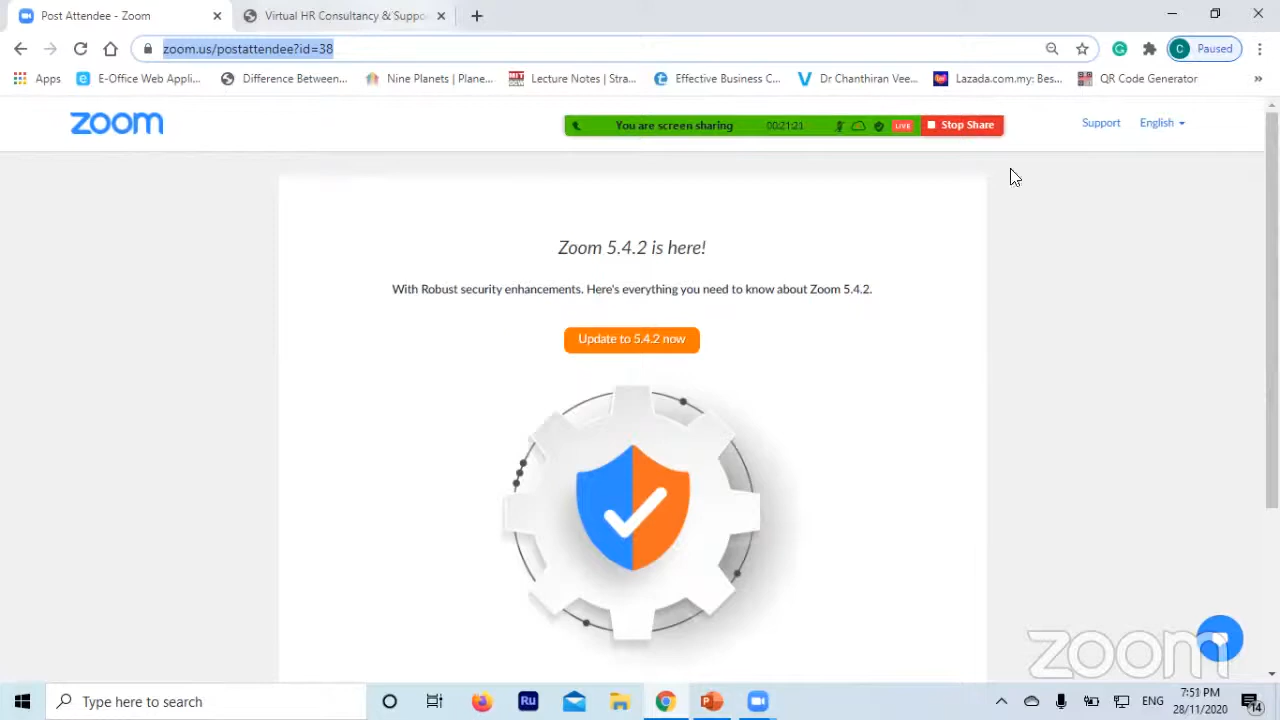 Post Attendee - Zoom
Virtual HR Consultancy & Suppo
zoom.us/postattendee?id=38
C Paused
Apps
E-Office Web Appli...
Difference Between...
Nine Planets | Plane...
MIT
Lecture Notes | Stra...
Effective Business C...
Dr Chanthiran Vee...
Lazada.com.my: Bes...
QR Code Generator
zoom
You are screen sharing
00:21:21
LIVE
Stop Share
Support
English
Zoom 5.4.2 is here!
With Robust security enhancements. Here's everything you need to know about Zoom 5.4.2.
Update to 5.4.2 now
zoom
Type here to search
Ru
ENG
7:51 PM
28/11/2020
14